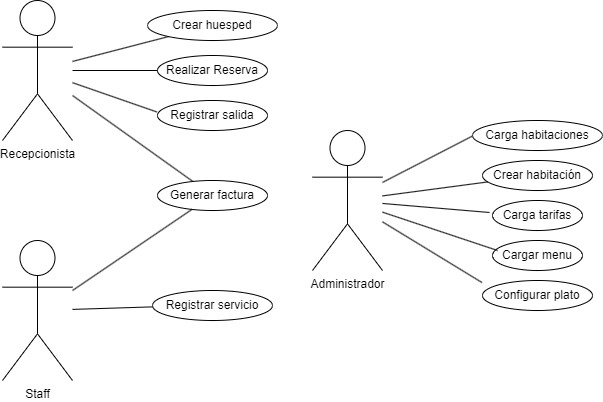 Crear huesped
Realizar Reserva
Registrar salida
Recepcionista
Generar factura
Registrar servicio
Staff
Carga habitaciones
Crear habitación
Carga tarifas
Cargar menu
Configurar plato
Administrador